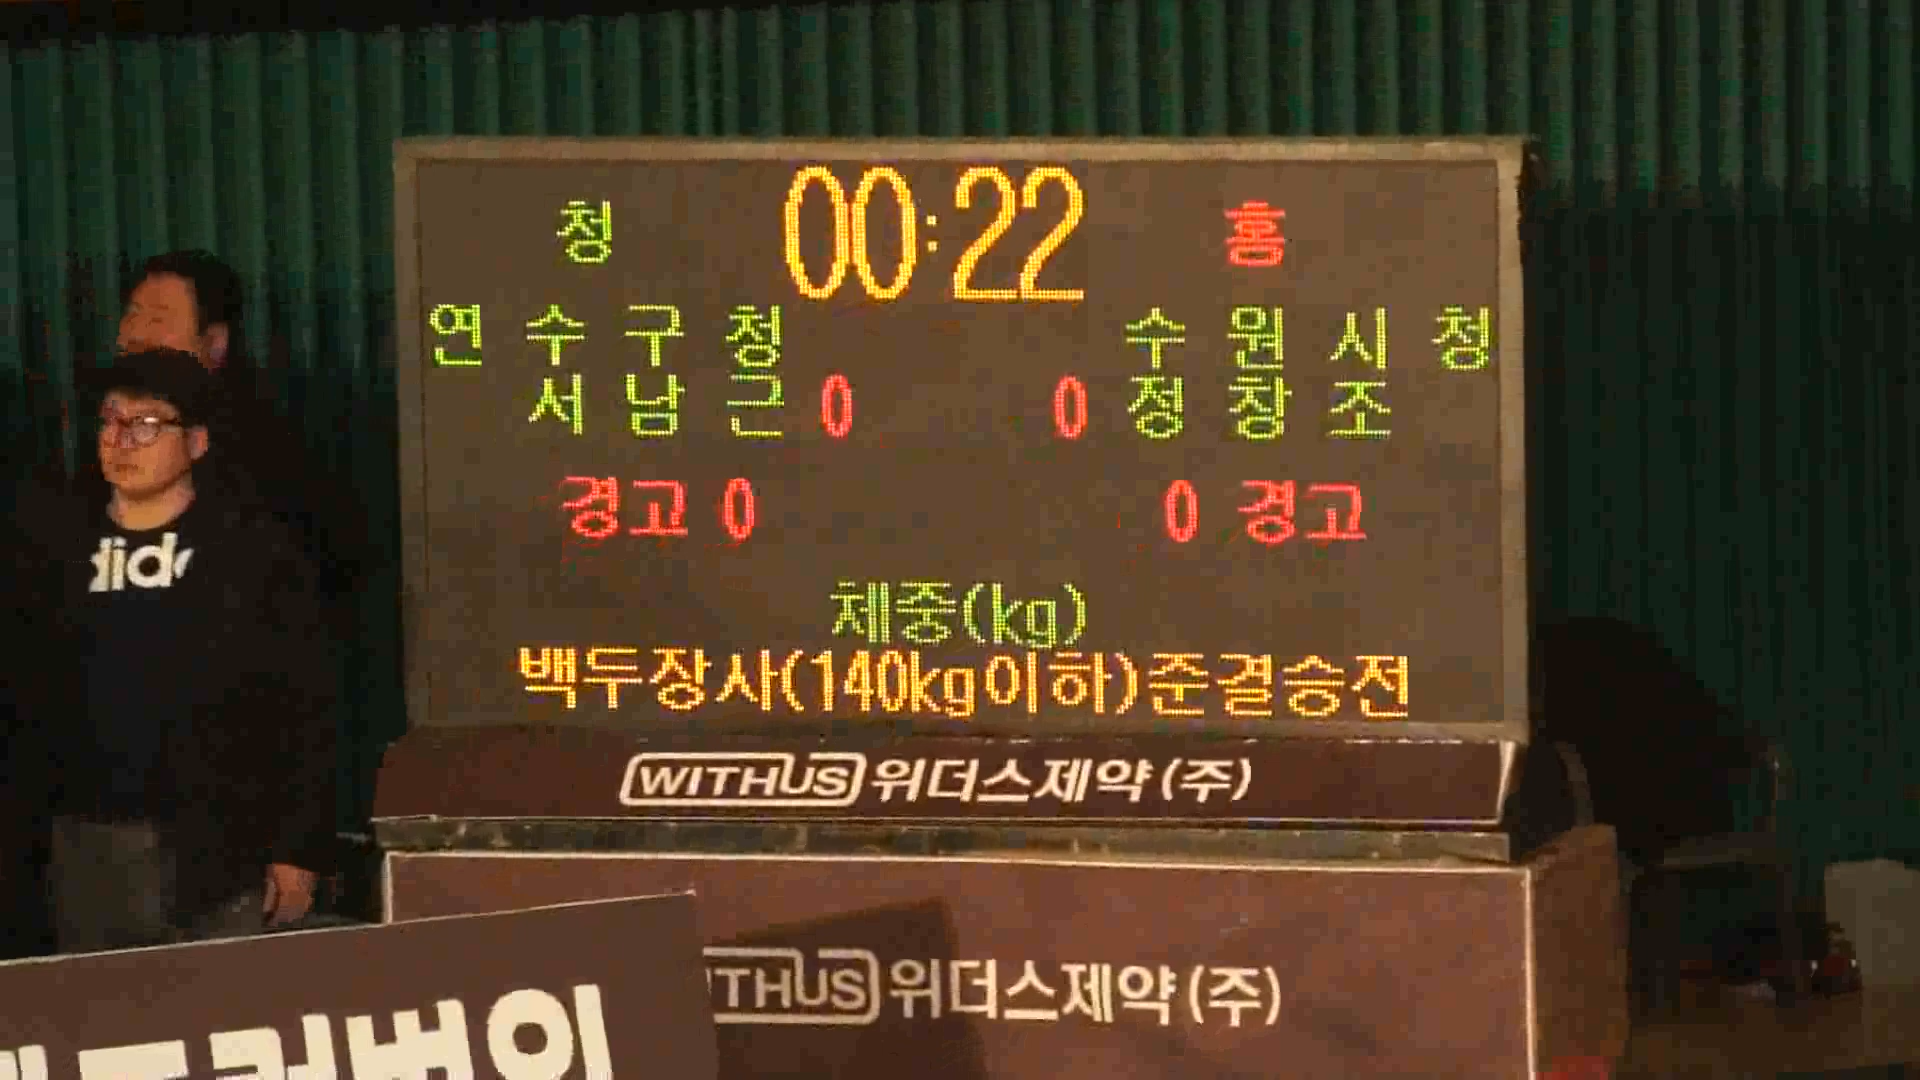 청 00:22 홍
연수구청 수원시청
서남근 0 0 정창조
경고 0 0 경고
체중(kg)
백두장사(140kg이하)준결승전
WITHUS 위더스제약(주)
THUS 위더스제약(주)